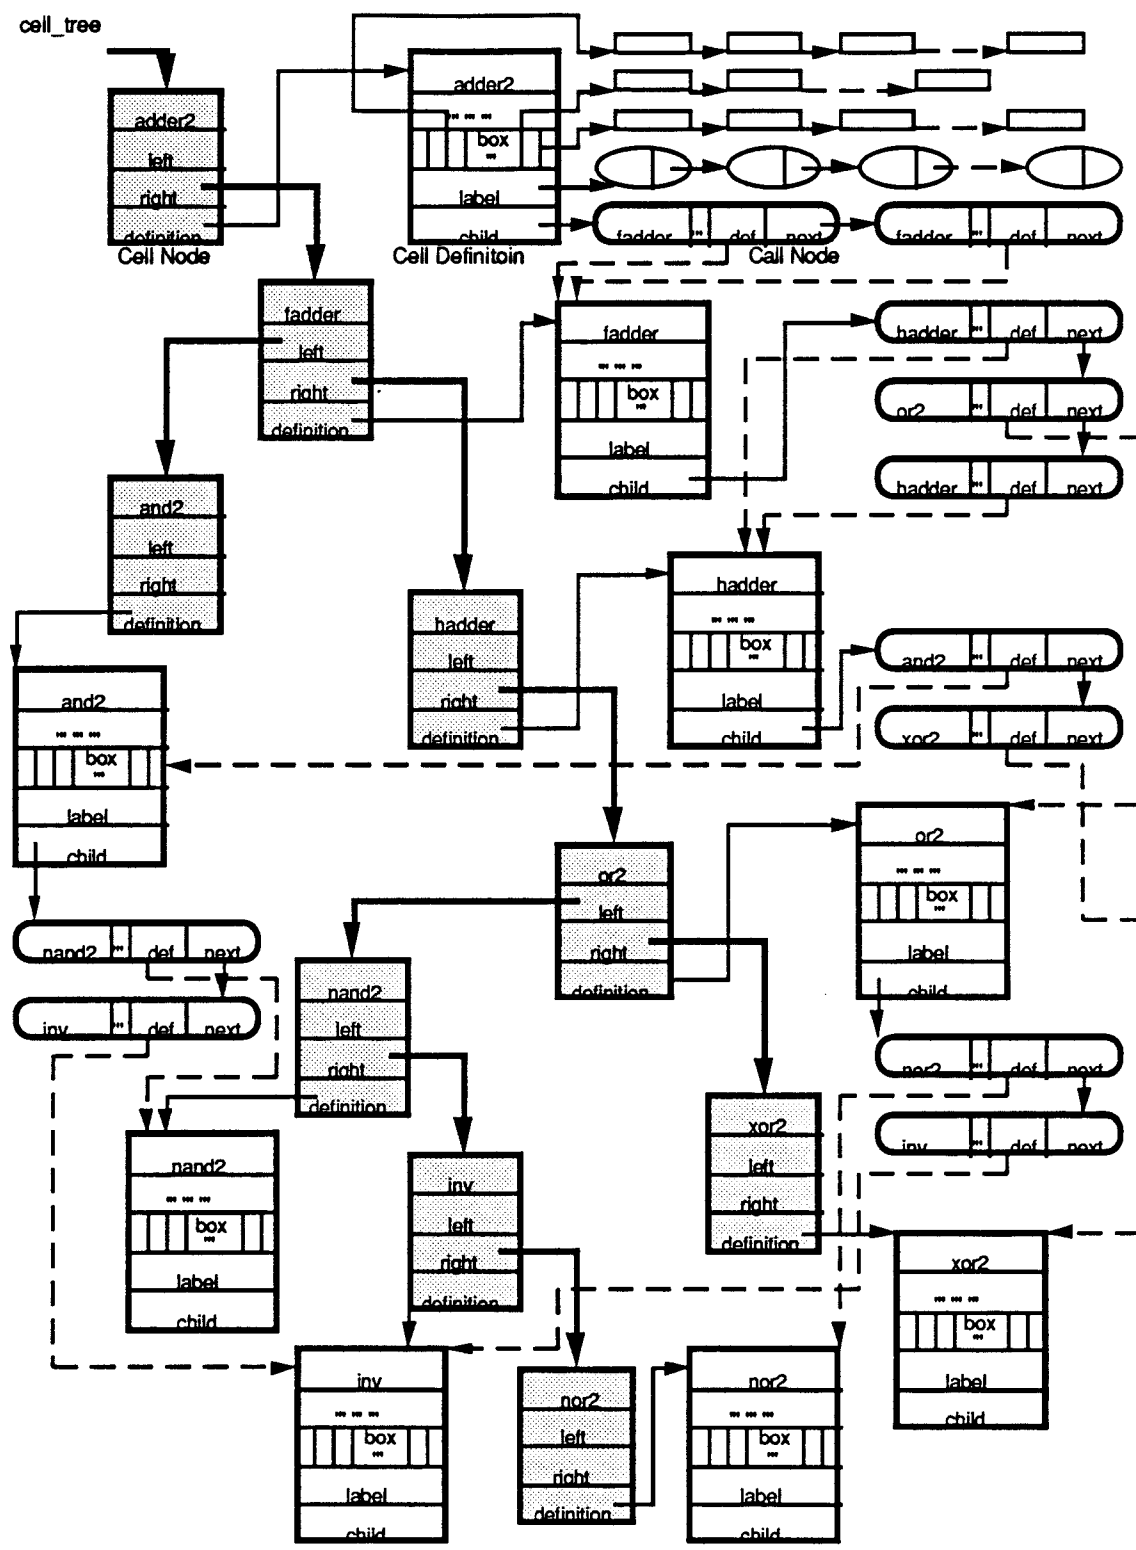 cell_tree
adder2
left
right
definition
Cell Node
adder2
... ... ...
box
...
label
child
Cell Definitoin
fadder ... def next
Call Node
fadder ... def next
fadder
left
right
definition
fadder
... ... ...
box
...
label
child
hadder ... def next
or2 ... def next
hadder ... def next
and2
left
right
definition
hadder
left
right
definition
hadder
... ... ...
box
...
label
child
and2 ... def next
xor2 ... def next
and2
... ... ...
box
...
label
child
nand2 ... def next
inv ... def next
or2
left
right
definition
or2
... ... ...
box
...
label
child
nor2 ... def next
inv ... def next
nand2
left
right
definition
nand2
... ... ...
box
...
label
child
inv
left
right
definition
xor2
left
right
definition
xor2
... ... ...
box
...
label
child
inv
... ... ...
box
...
label
child
nor2
left
right
definition
nor2
... ... ...
box
...
label
child